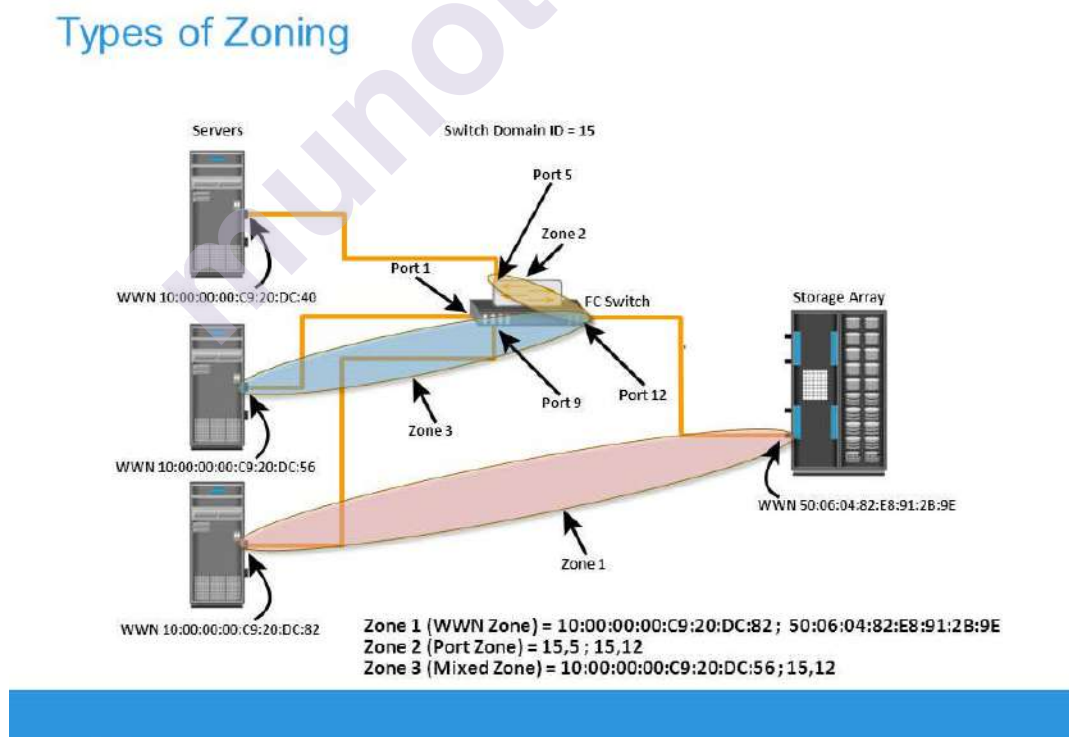 Types of Zoning
Servers
Switch Domain ID = 15
Port 5
Zone 2
Port 1
WWN 10:00:00:00:C9:20:DC:40
FC Switch
Storage Array
Port 9
Port 12
Zone 3
WWN 10:00:00:00:C9:20:DC:56
WWN 50:06:04:82:E8:91:2B:9E
Zone 1
WWN 10:00:00:00:C9:20:DC:82
Zone 1 (WWN Zone) = 10:00:00:00:C9:20:DC:82 ; 50:06:04:82:E8:91:2B:9E
Zone 2 (Port Zone) = 15,5 ; 15,12
Zone 3 (Mixed Zone) = 10:00:00:00:C9:20:DC:56 ; 15,12